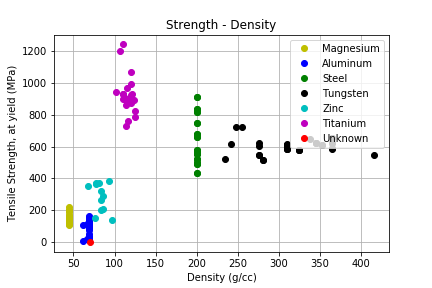 Strength - Density
Tensile Strength, at yield (MPa)
1200
1000
800
600
400
200
0
Magnesium
Aluminum
Steel
Tungsten
Zinc
Titanium
Unknown
50
100
150
200
250
300
350
400
Density (g/cc)